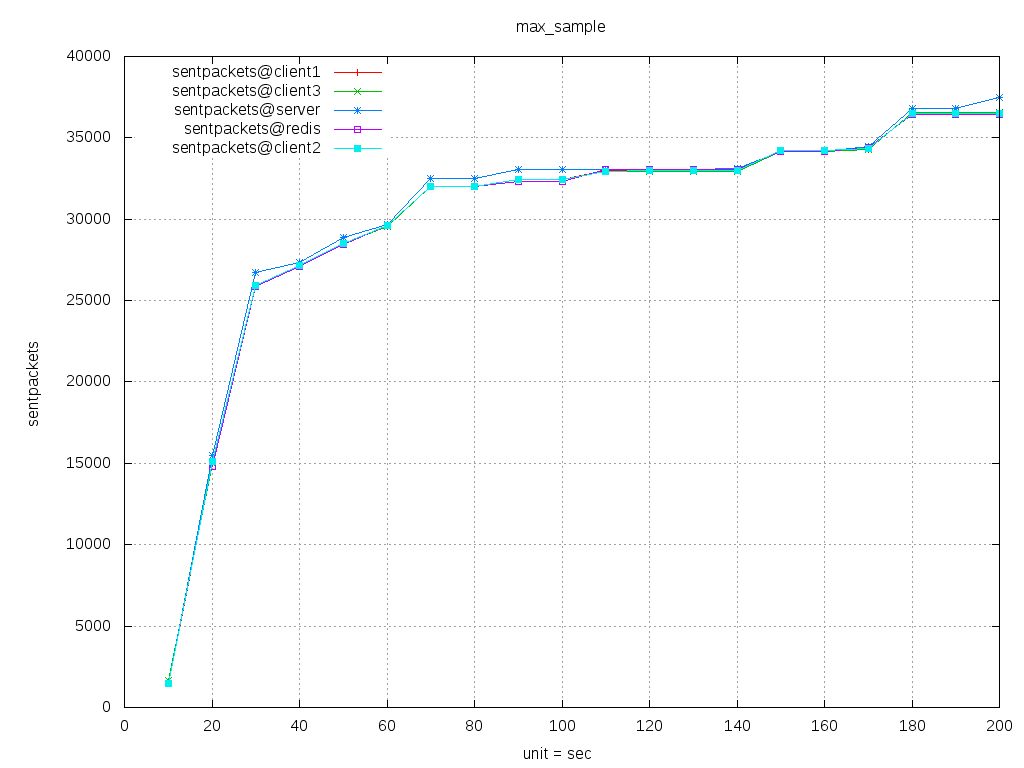 max_sample
40000
35000
30000
25000
20000
15000
10000
5000
0
sentpackets@client1
sentpackets@client3
sentpackets@server
sentpackets@redis
sentpackets@client2
sentpackets
0 20 40 60 80 100 120 140 160 180 200
unit = sec